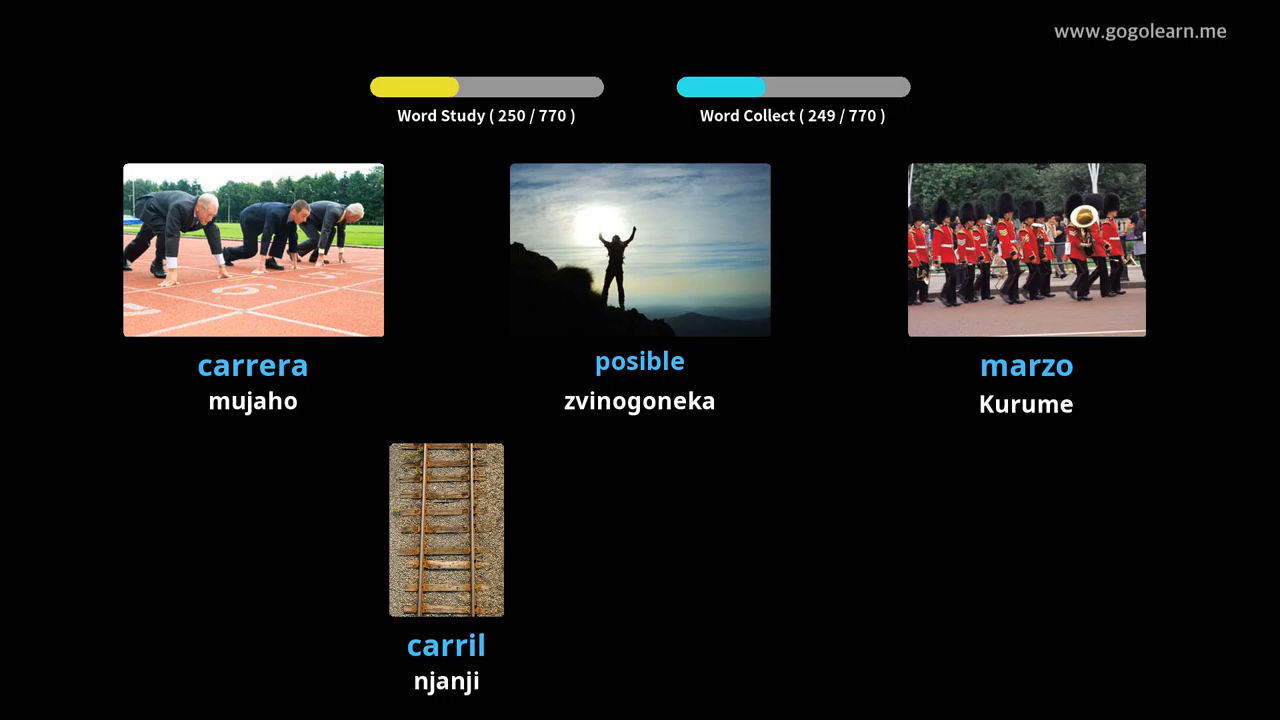 www.gogolearn.me
Word Study ( 250 / 770 )
Word Collect ( 249 / 770 )
carrera
mujaho
posible
zvinogoneka
marzo
Kurume
carril
njanji